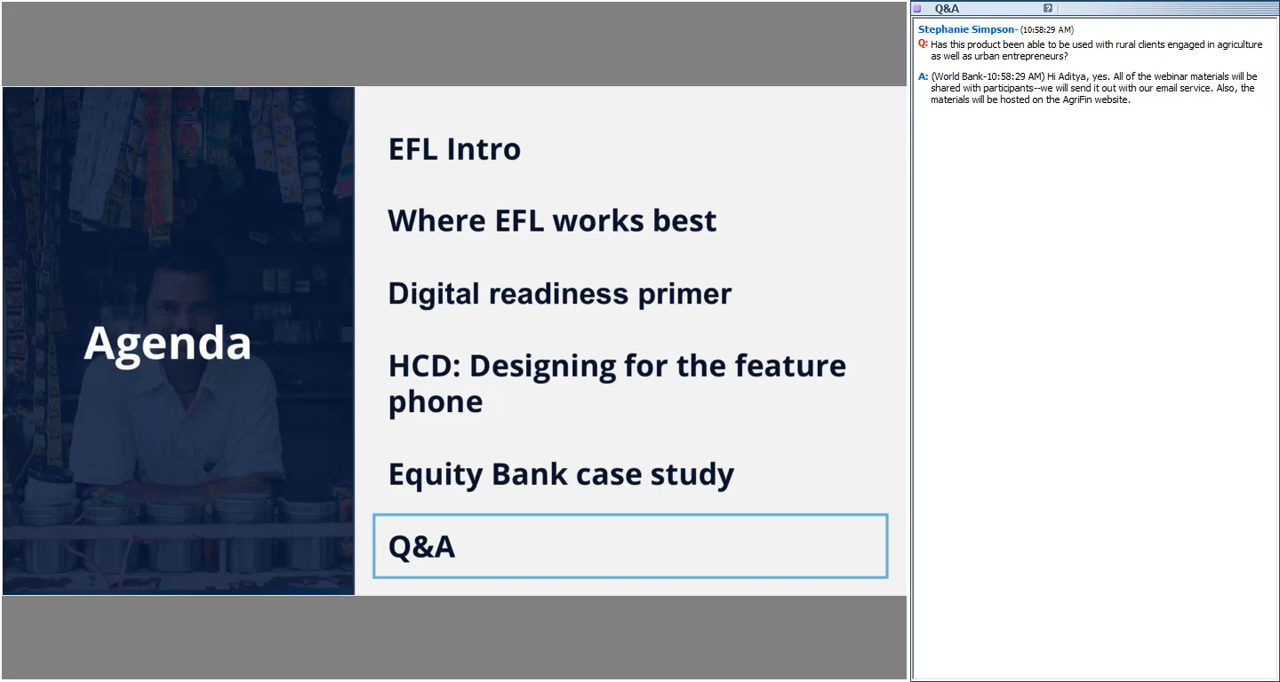 Agenda
EFL Intro
Where EFL works best
Digital readiness primer
HCD: Designing for the feature
phone
Equity Bank case study
Q&A
Q&A
Stephanie Simpson- (10:58:29 AM)
Q: Has this product been able to be used with rural clients engaged in agriculture
as well as urban entrepreneurs?
A: (World Bank-10:58:29 AM) Hi Aditya, yes. All of the webinar materials will be
shared with participants--we will send it out with our email service. Also, the
materials will be hosted on the AgriFin website.